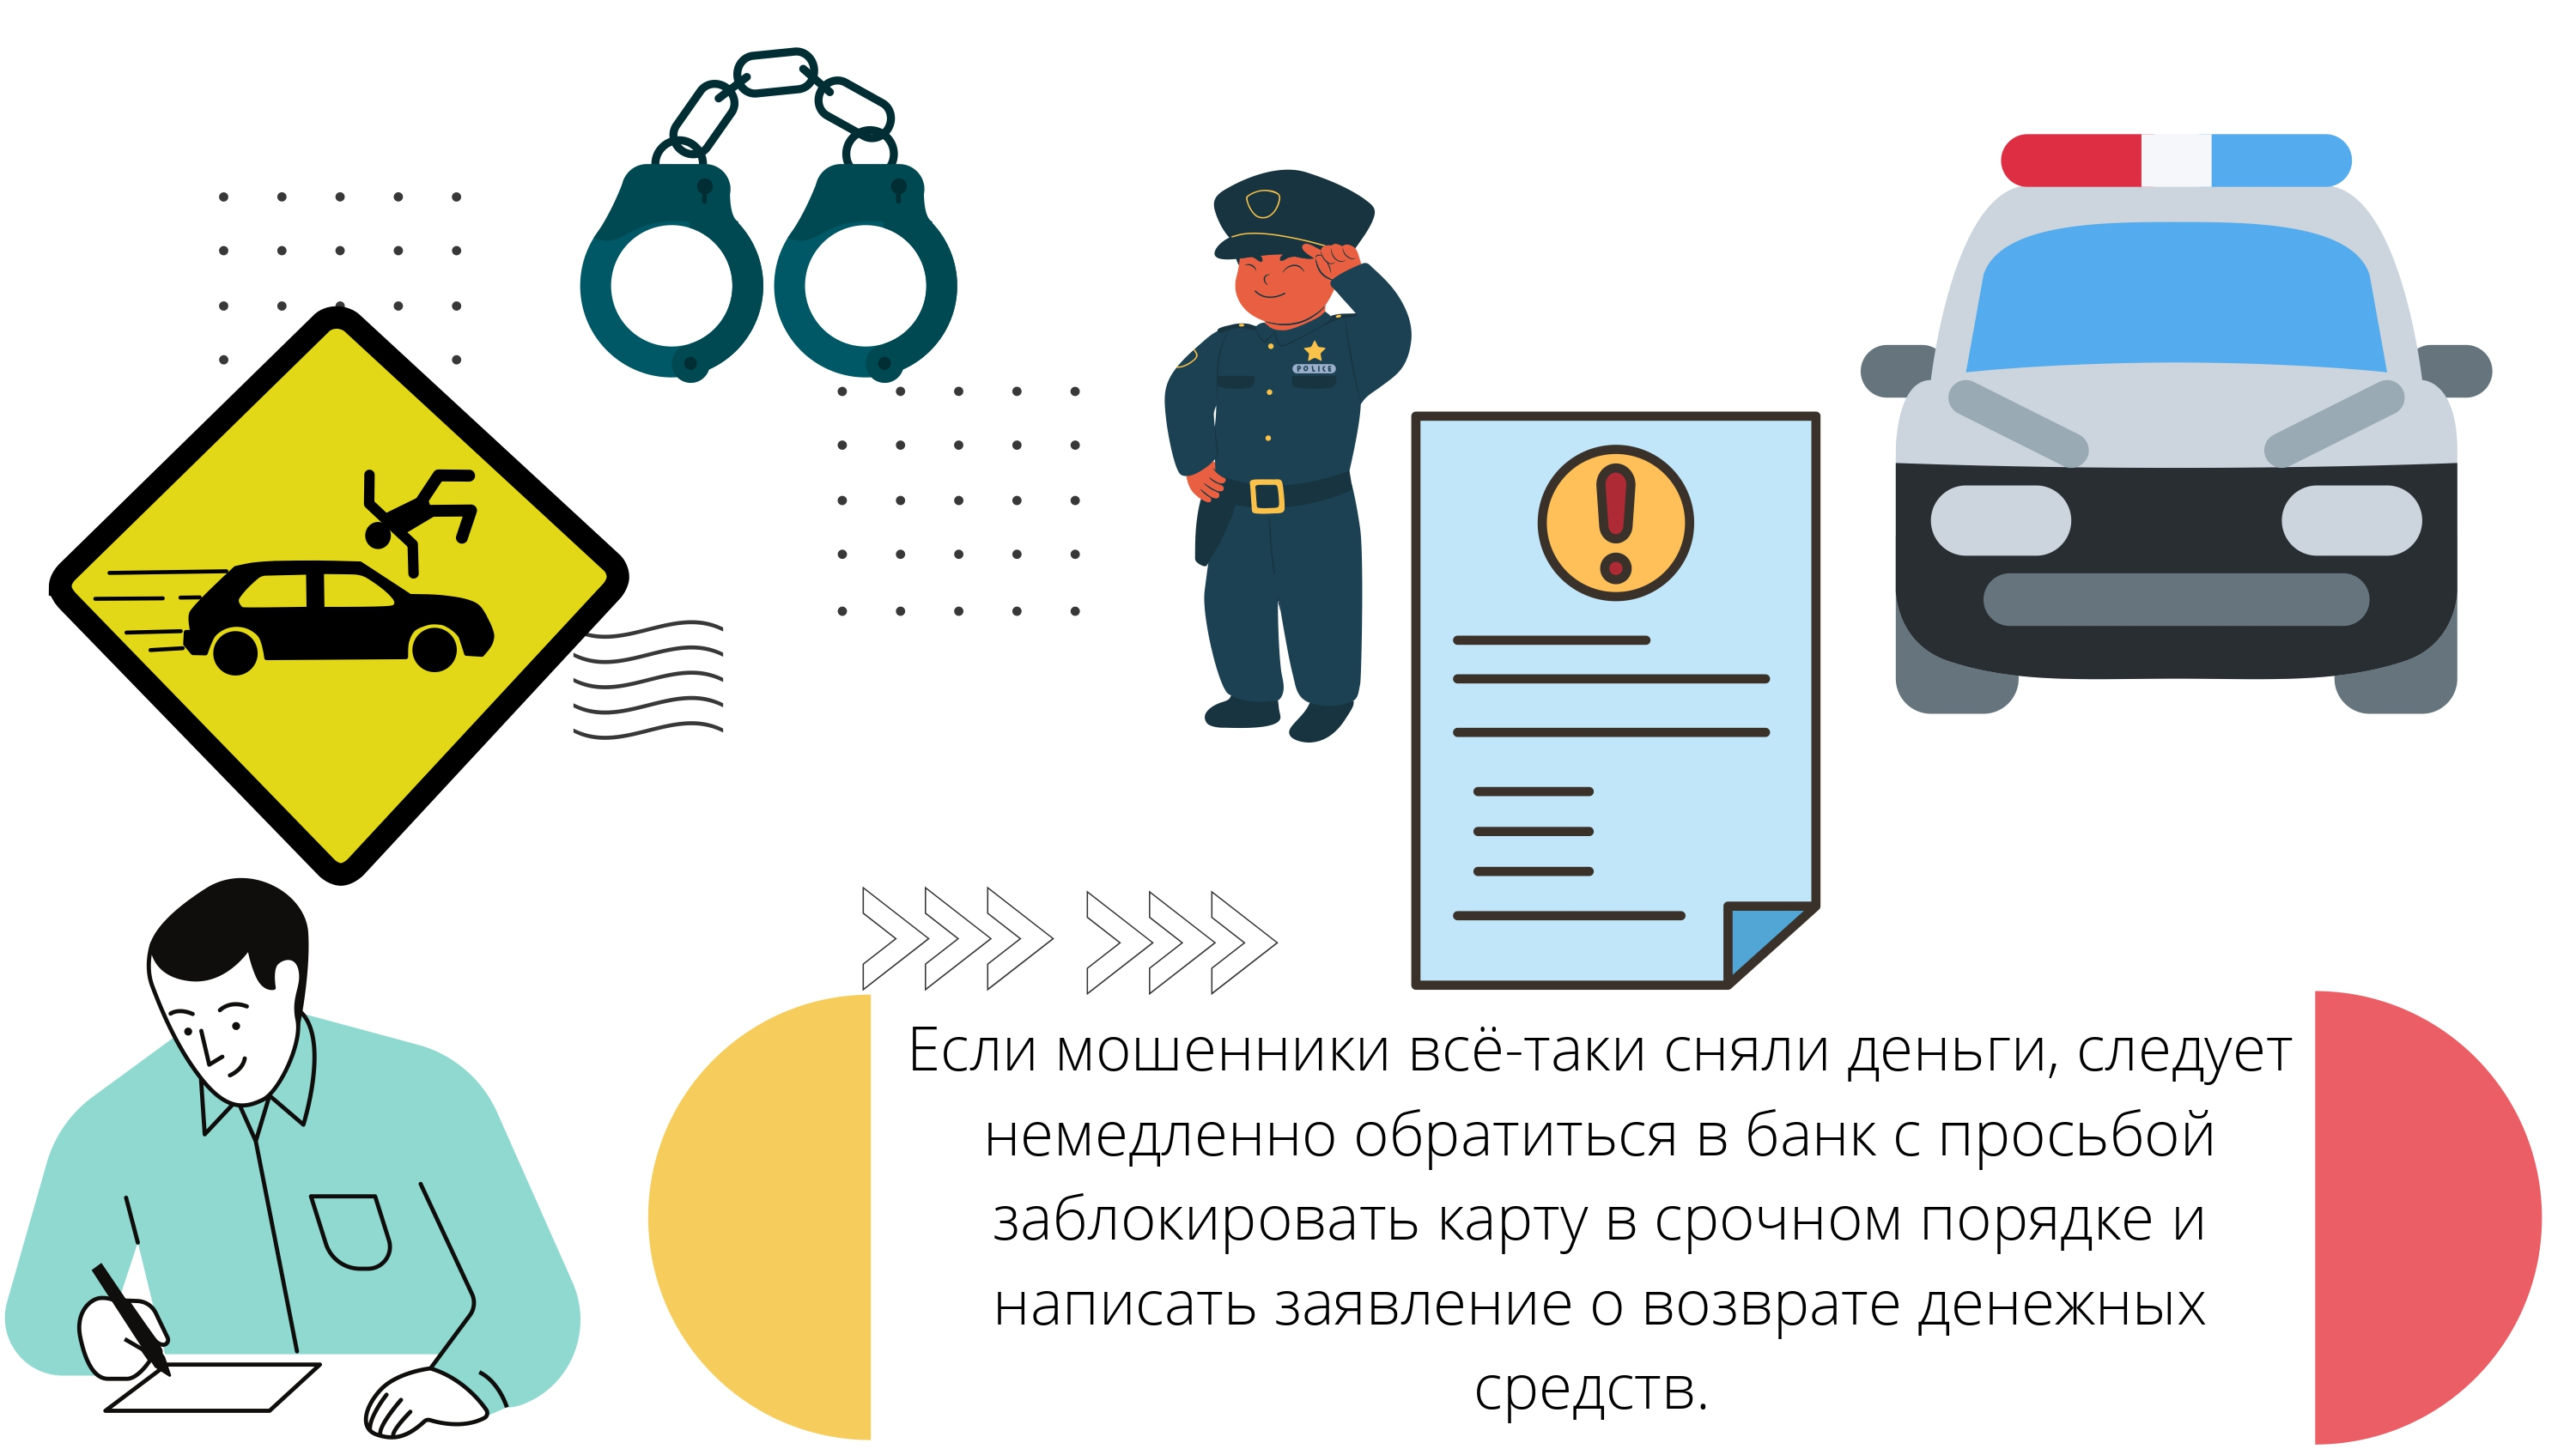 POLICE
Если мошенники всё-таки сняли деньги, следует
немедленно обратиться в банк с просьбой
заблокировать карту в срочном порядке и
написать заявление о возврате денежных
средств.